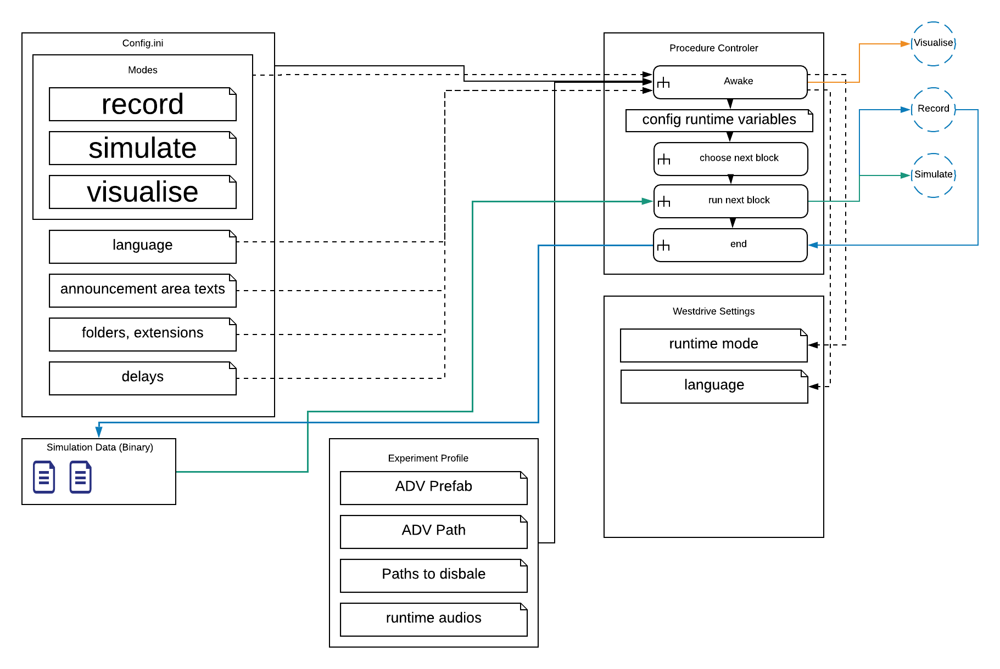 Config.ini
Modes
record
simulate
visualise
language
announcement area texts
folders, extensions
delays
Simulation Data (Binary)
Experiment Profile
ADV Prefab
ADV Path
Paths to disbale
runtime audios
Procedure Controler
Awake
config runtime variables
choose next block
run next block
end
Westdrive Settings
runtime mode
language
Visualise
Record
Simulate